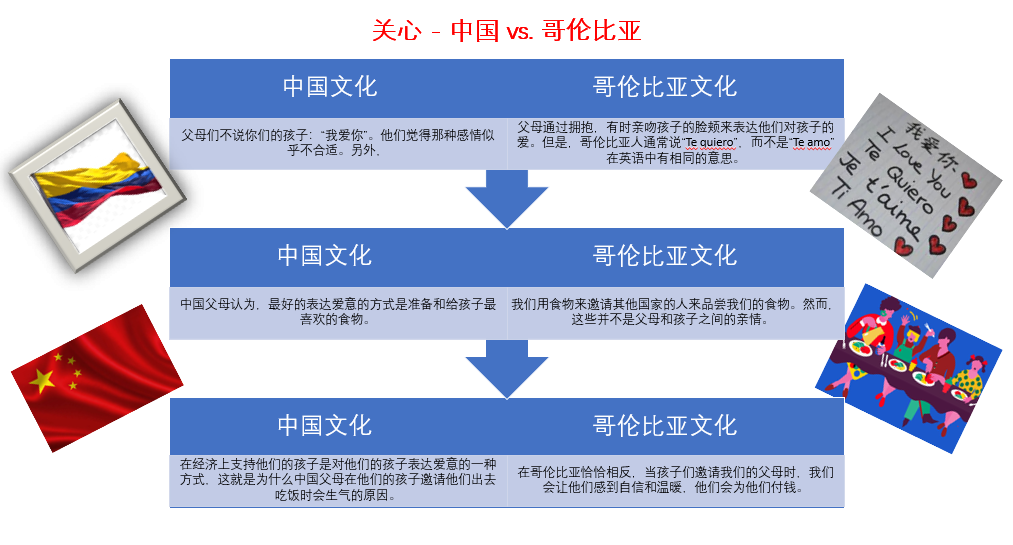 关心 - 中国 vs. 哥伦比亚
中国文化
哥伦比亚文化
父母们不说你们的孩子：“我爱你”。他们觉得那种感情似
乎不合适。另外，
父母通过拥抱，有时亲吻孩子的脸颊来表达他们对孩子的
爱。但是，哥伦比亚人通常说“Te quiero”，而不是“Te amo”
在英语中有相同的意思。
我爱你
I Love You
Te Quiero
Je t'aime
Ti Amo
中国文化
哥伦比亚文化
中国父母认为，最好的表达爱意的方式是准备和给孩子最
喜欢的食物。
我们用食物来邀请其他国家的人来品尝我们的食物。然而，
这些并不是父母和孩子之间的亲情。
中国文化
哥伦比亚文化
在经济上支持他们的孩子是对他们的孩子表达爱意的一种
方式，这就是为什么中国父母在他们的孩子邀请他们出去
吃饭时会生气的原因。
在哥伦比亚恰恰相反，当孩子们邀请我们的父母时，我们
会让他们感到自信和温暖，他们会为他们付钱。